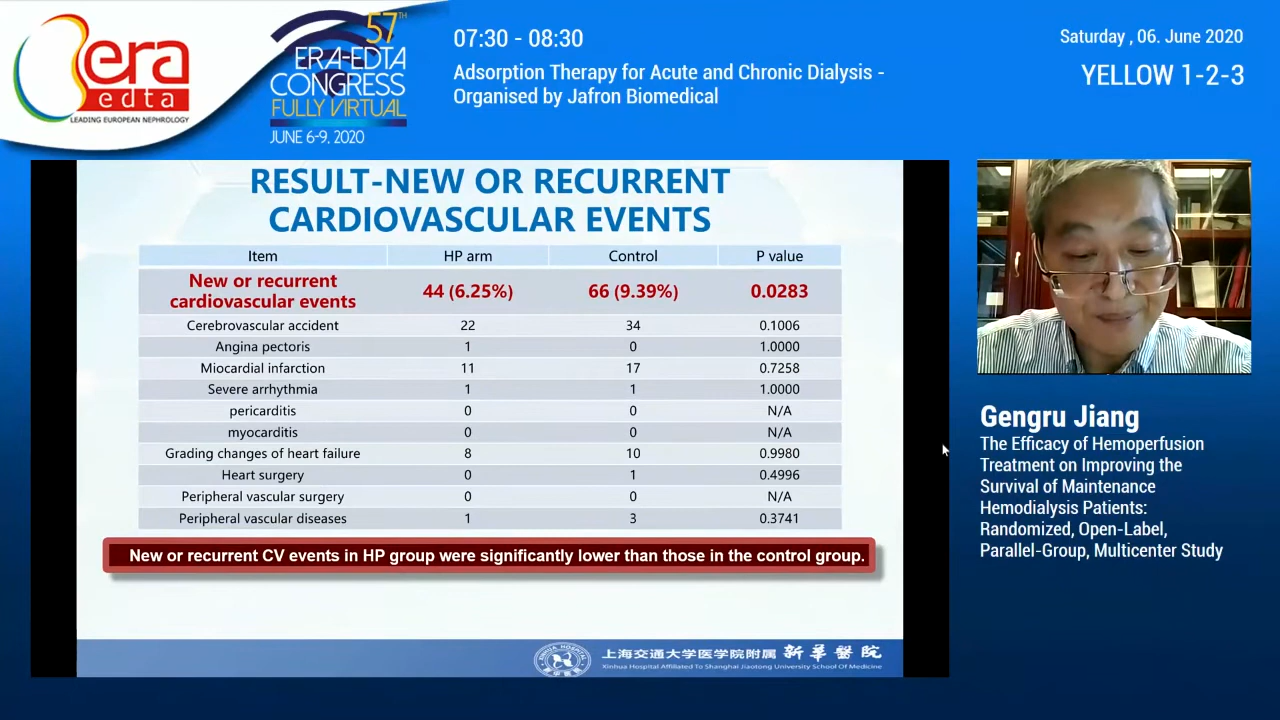 era
edta
LEADING EUROPEAN NEPHROLOGY
57TH
ERA-EDTA
CONGRESS
FULLY VIRTUAL
JUNE 6-9, 2020
07:30 - 08:30
Adsorption Therapy for Acute and Chronic Dialysis -
Organised by Jafron Biomedical
Saturday , 06. June 2020
YELLOW 1-2-3
RESULT-NEW OR RECURRENT
CARDIOVASCULAR EVENTS
Item HP arm Control P value
New or recurrent
cardiovascular events 44 (6.25%) 66 (9.39%) 0.0283
Cerebrovascular accident 22 34 0.1006
Angina pectoris 1 0 1.0000
Miocardial infarction 11 17 0.7258
Severe arrhythmia 1 1 1.0000
pericarditis 0 0 N/A
myocarditis 0 0 N/A
Grading changes of heart failure 8 10 0.9980
Heart surgery 0 1 0.4996
Peripheral vascular surgery 0 0 N/A
Peripheral vascular diseases 1 3 0.3741
New or recurrent CV events in HP group were significantly lower than those in the control group.
上海交通大学医学院附属 新華醫院
Xinhua Hospital Affiliated To Shanghai Jiaotong University School Of Medicine
Gengru Jiang
The Efficacy of Hemoperfusion
Treatment on Improving the
Survival of Maintenance
Hemodialysis Patients:
Randomized, Open-Label,
Parallel-Group, Multicenter Study